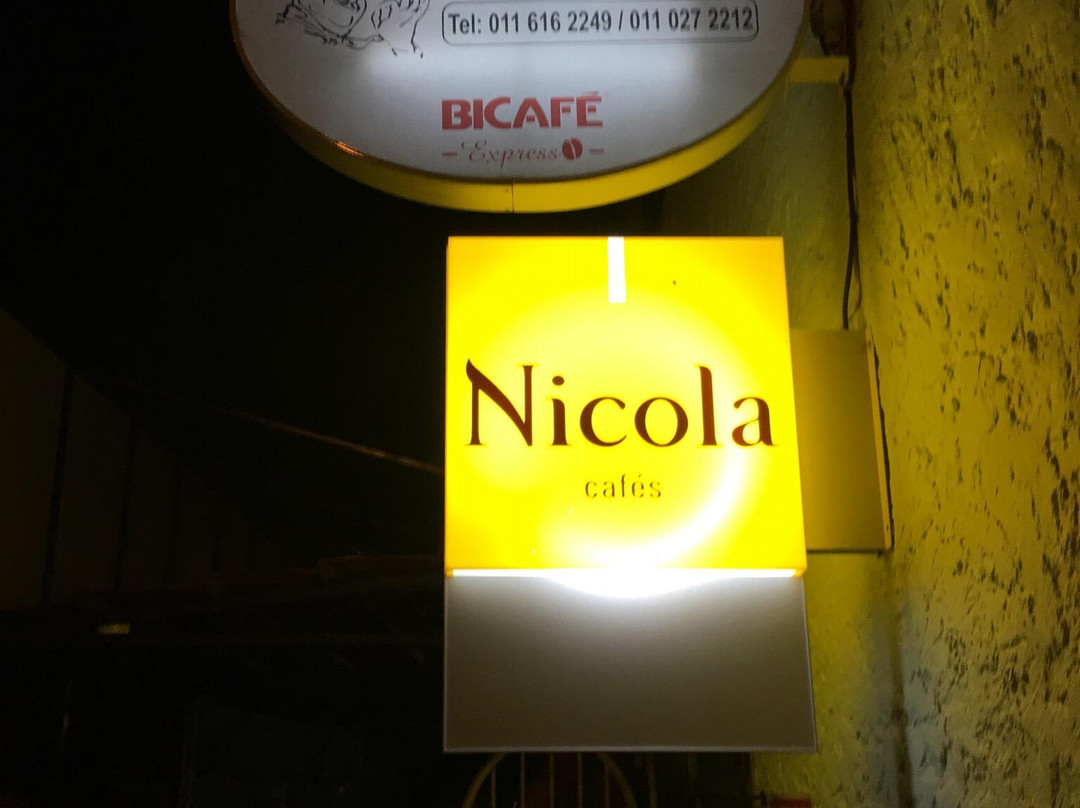 Tel: 011 616 2249 / 011 027 2212
BICAFÉ
Express
Nicola
cafés